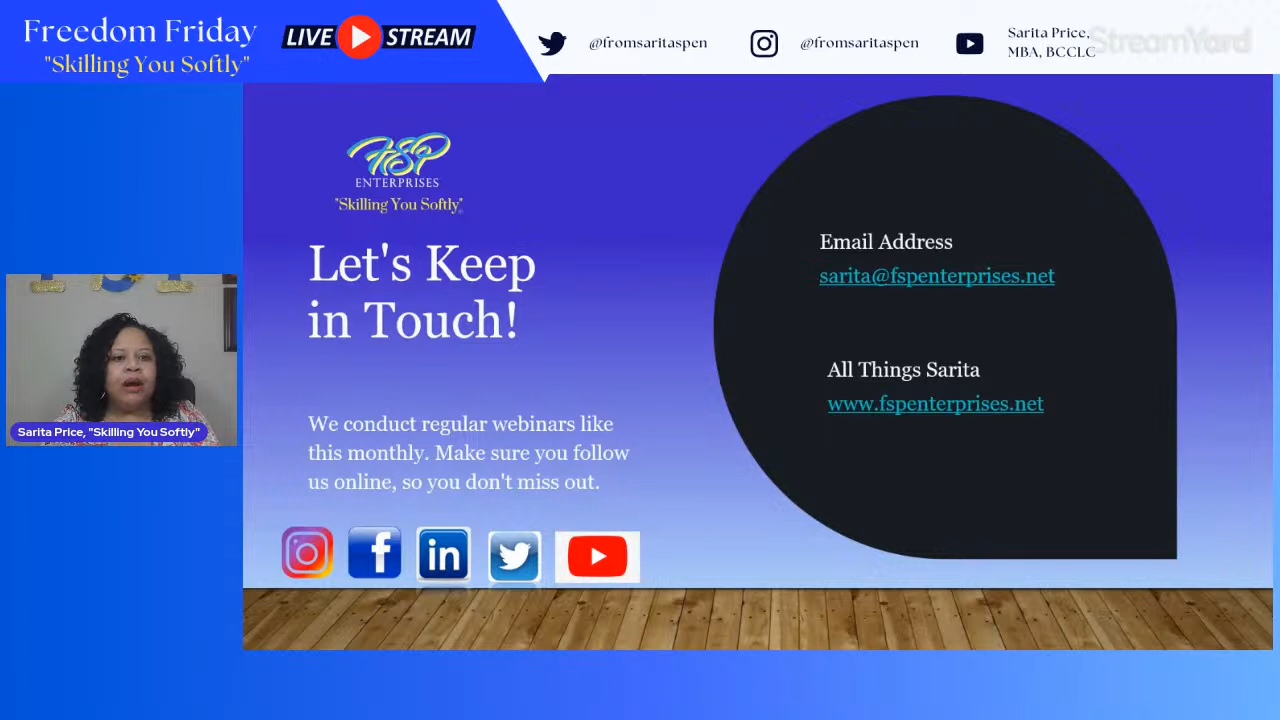 Freedom Friday
"Skilling You Softly"
LIVE STREAM
@fromsaritaspen
@fromsaritaspen
Sarita Price,
MBA, BCCLC
StreamYard
FSP
ENTERPRISES
"Skilling You Softly"
Let's Keep
in Touch!
We conduct regular webinars like
this monthly. Make sure you follow
us online, so you don't miss out.
f
in
Email Address
sarita@fspenterprises.net
All Things Sarita
www.fspenterprises.net
Sarita Price, "Skilling You Softly"